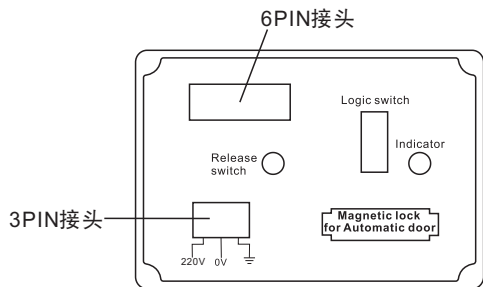 6PIN接头
Logic switch
Indicator
Release
switch
3PIN接头
Magnetic lock
for Automatic door
220V
0V